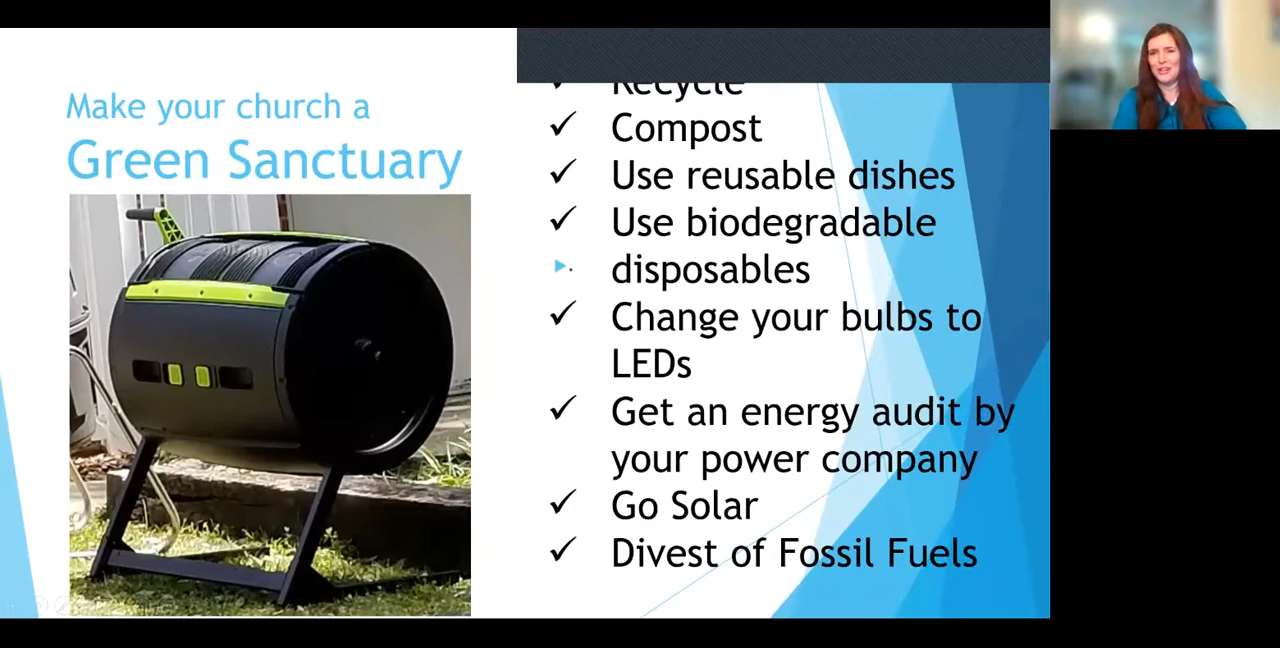 Make your church a
Green Sanctuary
Recycle
Compost
Use reusable dishes
Use biodegradable
disposables
Change your bulbs to
LEDs
Get an energy audit by
your power company
Go Solar
Divest of Fossil Fuels